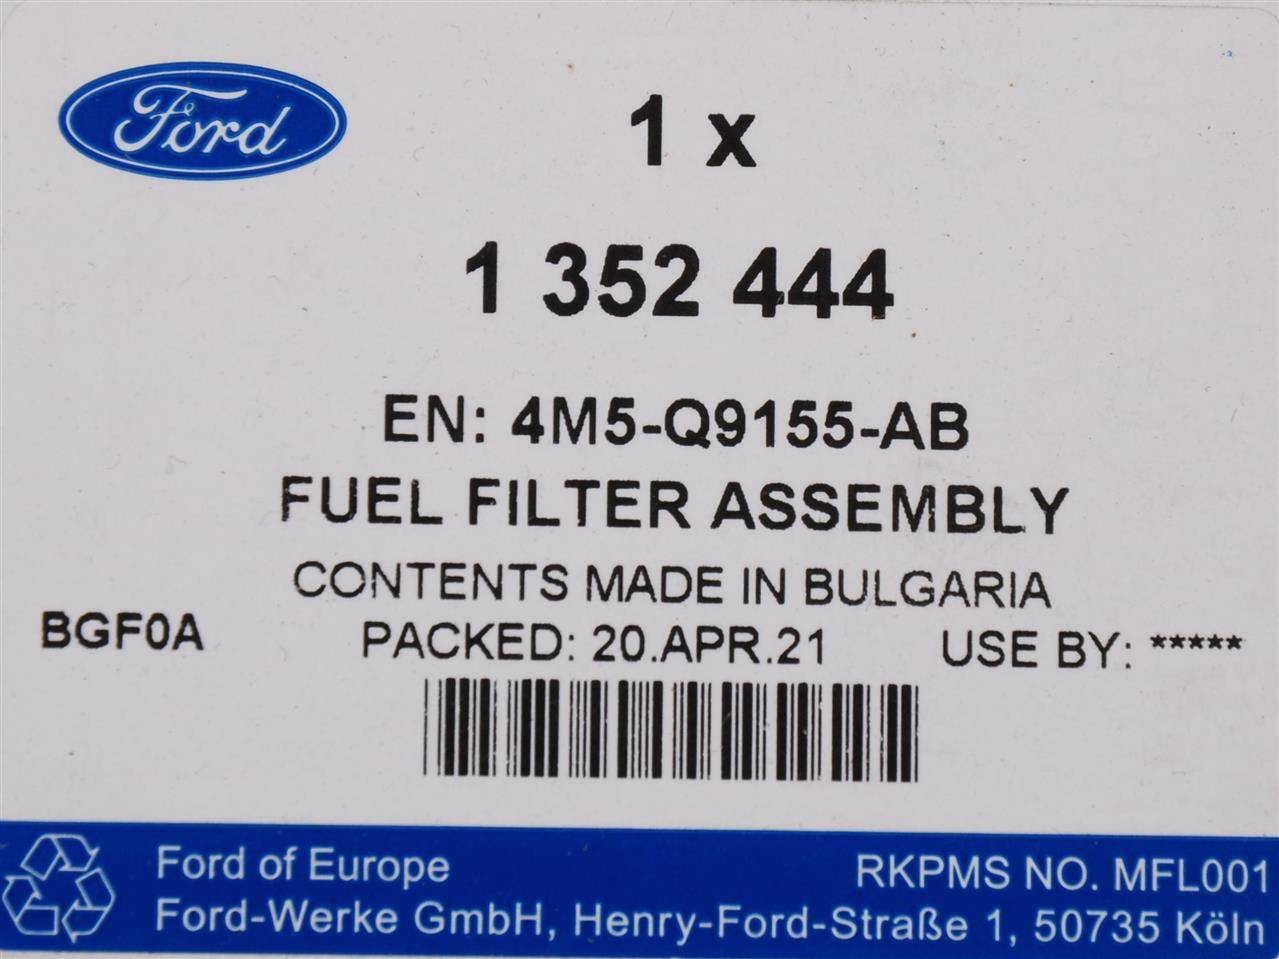 Ford
1 x
1 352 444
EN: 4M5-Q9155-AB
FUEL FILTER ASSEMBLY
CONTENTS MADE IN BULGARIA
BGF0A PACKED: 20.APR.21 USE BY: *****
Ford of Europe RKPMS NO. MFL001
Ford-Werke GmbH, Henry-Ford-Straße 1, 50735 Köln